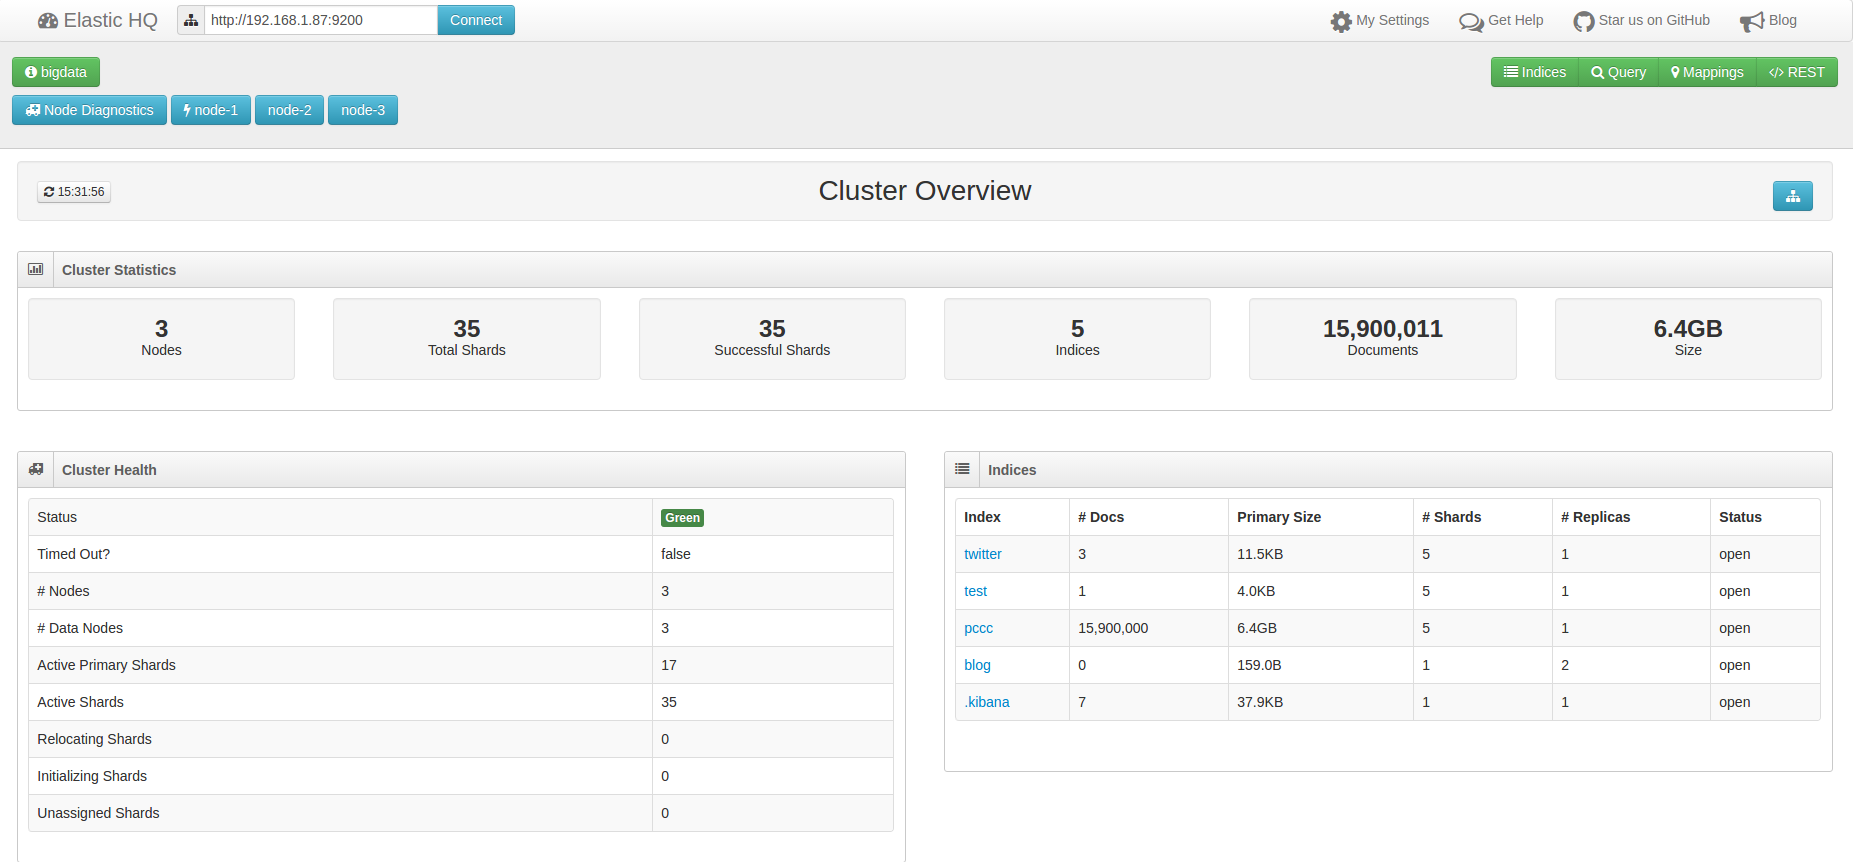 Elastic HQ http://192.168.1.87:9200 Connect My Settings Get Help Star us on GitHub Blog
bigdata Indices Query Mappings </> REST
Node Diagnostics node-1 node-2 node-3
15:31:56 Cluster Overview
Cluster Statistics
3 35 35 5 15,900,011 6.4GB
Nodes Total Shards Successful Shards Indices Documents Size
Cluster Health
Status Green
Timed Out? false
# Nodes 3
# Data Nodes 3
Active Primary Shards 17
Active Shards 35
Relocating Shards 0
Initializing Shards 0
Unassigned Shards 0
Indices
Index # Docs Primary Size # Shards # Replicas Status
twitter 3 11.5KB 5 1 open
test 1 4.0KB 5 1 open
pccc 15,900,000 6.4GB 5 1 open
blog 0 159.0B 1 2 open
.kibana 7 37.9KB 1 1 open